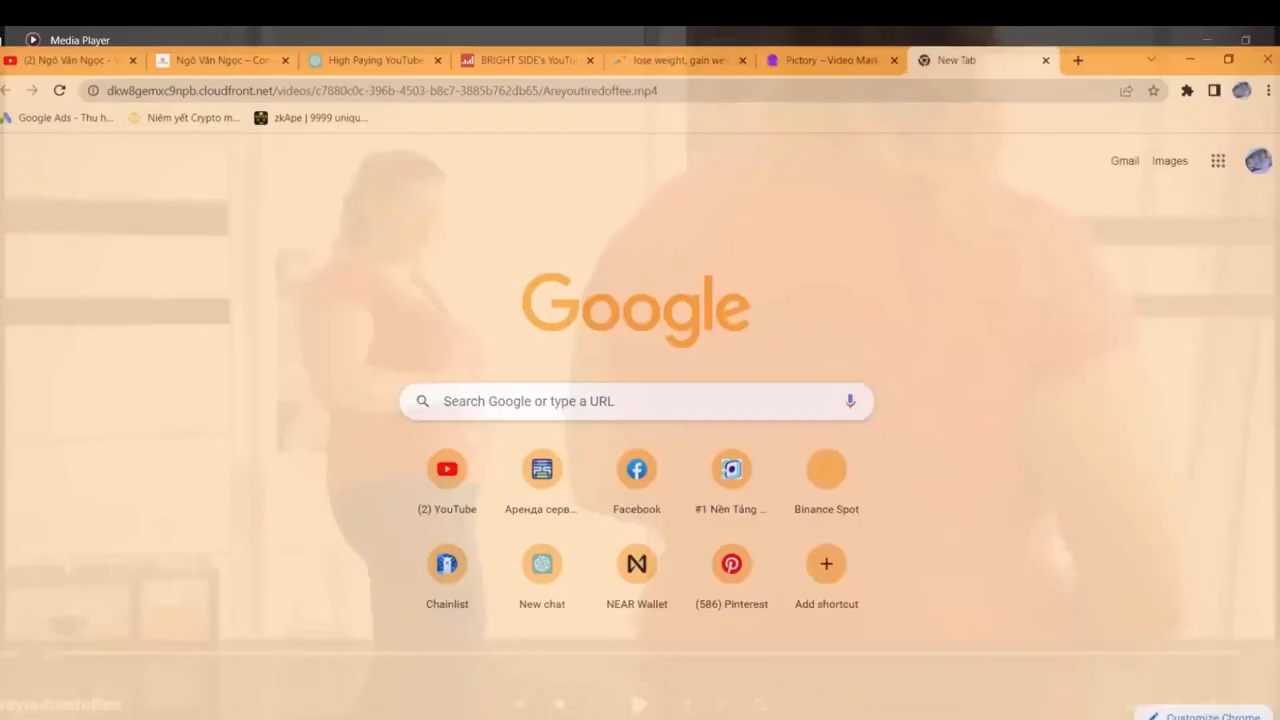 Media Player
(2) Ngô Văn Ngọc -
Ngô Văn Ngọc – Con
High Paying YouTube
BRIGHT SIDE's YouTu
lose weight, gain we
Pictory – Video Mark
New Tab
dkw8gemxc9npb.cloudfront.net/videos/c7880c0c-396b-4503-b8c7-3885b762db65/Areyoutiredoffee.mp4
Google Ads - Thu h...
Niêm yết Crypto m...
zkApe | 9999 uniqu...
Gmail
Images
Google
Search Google or type a URL
(2) YouTube
Аренда серв...
Facebook
#1 Nền Tảng ...
Binance Spot
Chainlist
New chat
NEAR Wallet
(586) Pinterest
Add shortcut
reyoutiredoffee
Customize Chrome